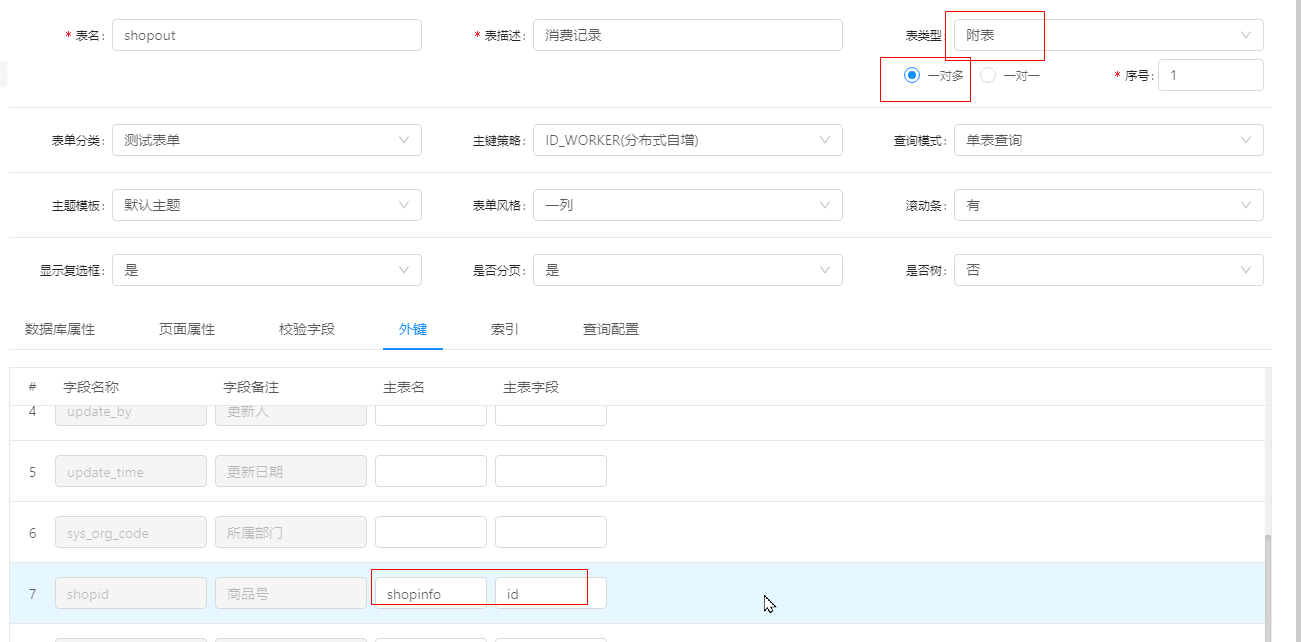 * 表名: shopout * 表描述: 消费记录 表类型: 附表
一对多 一对一 * 序号: 1
表单分类: 测试表单 主键策略: ID_WORKER(分布式自增) 查询模式: 单表查询
主题模板: 默认主题 表单风格: 一列 滚动条: 有
显示复选框: 是 是否分页: 是 是否树: 否
数据库属性 页面属性 校验字段 外键 索引 查询配置
# 字段名称 字段备注 主表名 主表字段
4 update_by 更新人
5 update_time 更新日期
6 sys_org_code 所属部门
7 shopid 商品号 shopinfo id